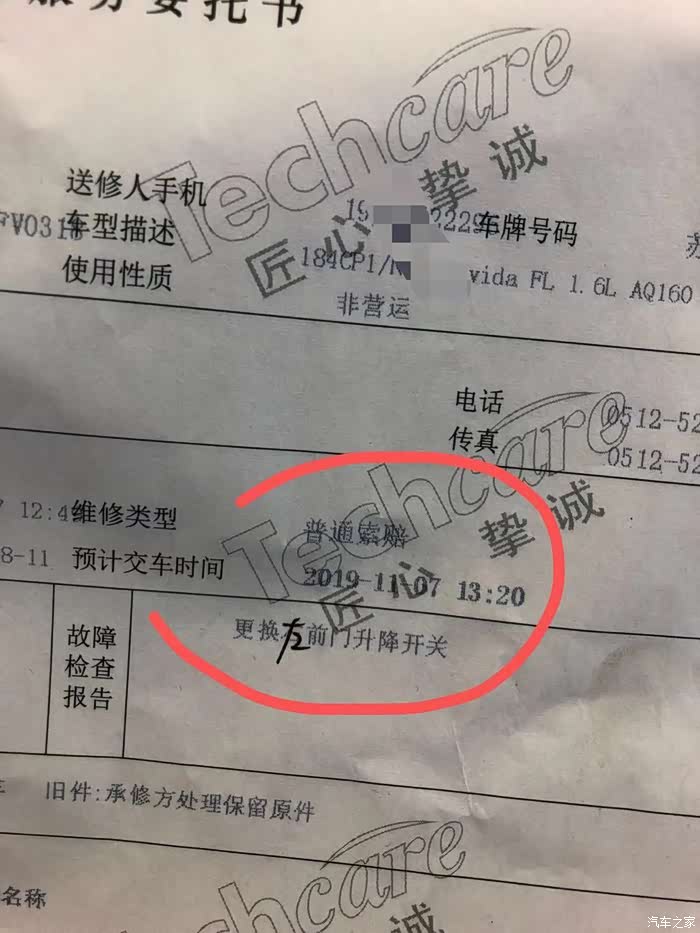 服务委托书
Techcare
匠心 挚诚
送修人手机
19 2229 车牌号码 苏
FV0318 车型描述
184CP1/N vida FL 1.6L AQ160
使用性质
非营运
电话 0512-52
传真 0512-52
Techcare
匠心 挚诚
7 12:4 维修类型 普通索赔
8-11 预计交车时间 2019-11-07 13:20
故障
检查
报告
更换左前门升降开关
旧件:承修方处理保留原件
Techcare
诚
名称
汽车之家